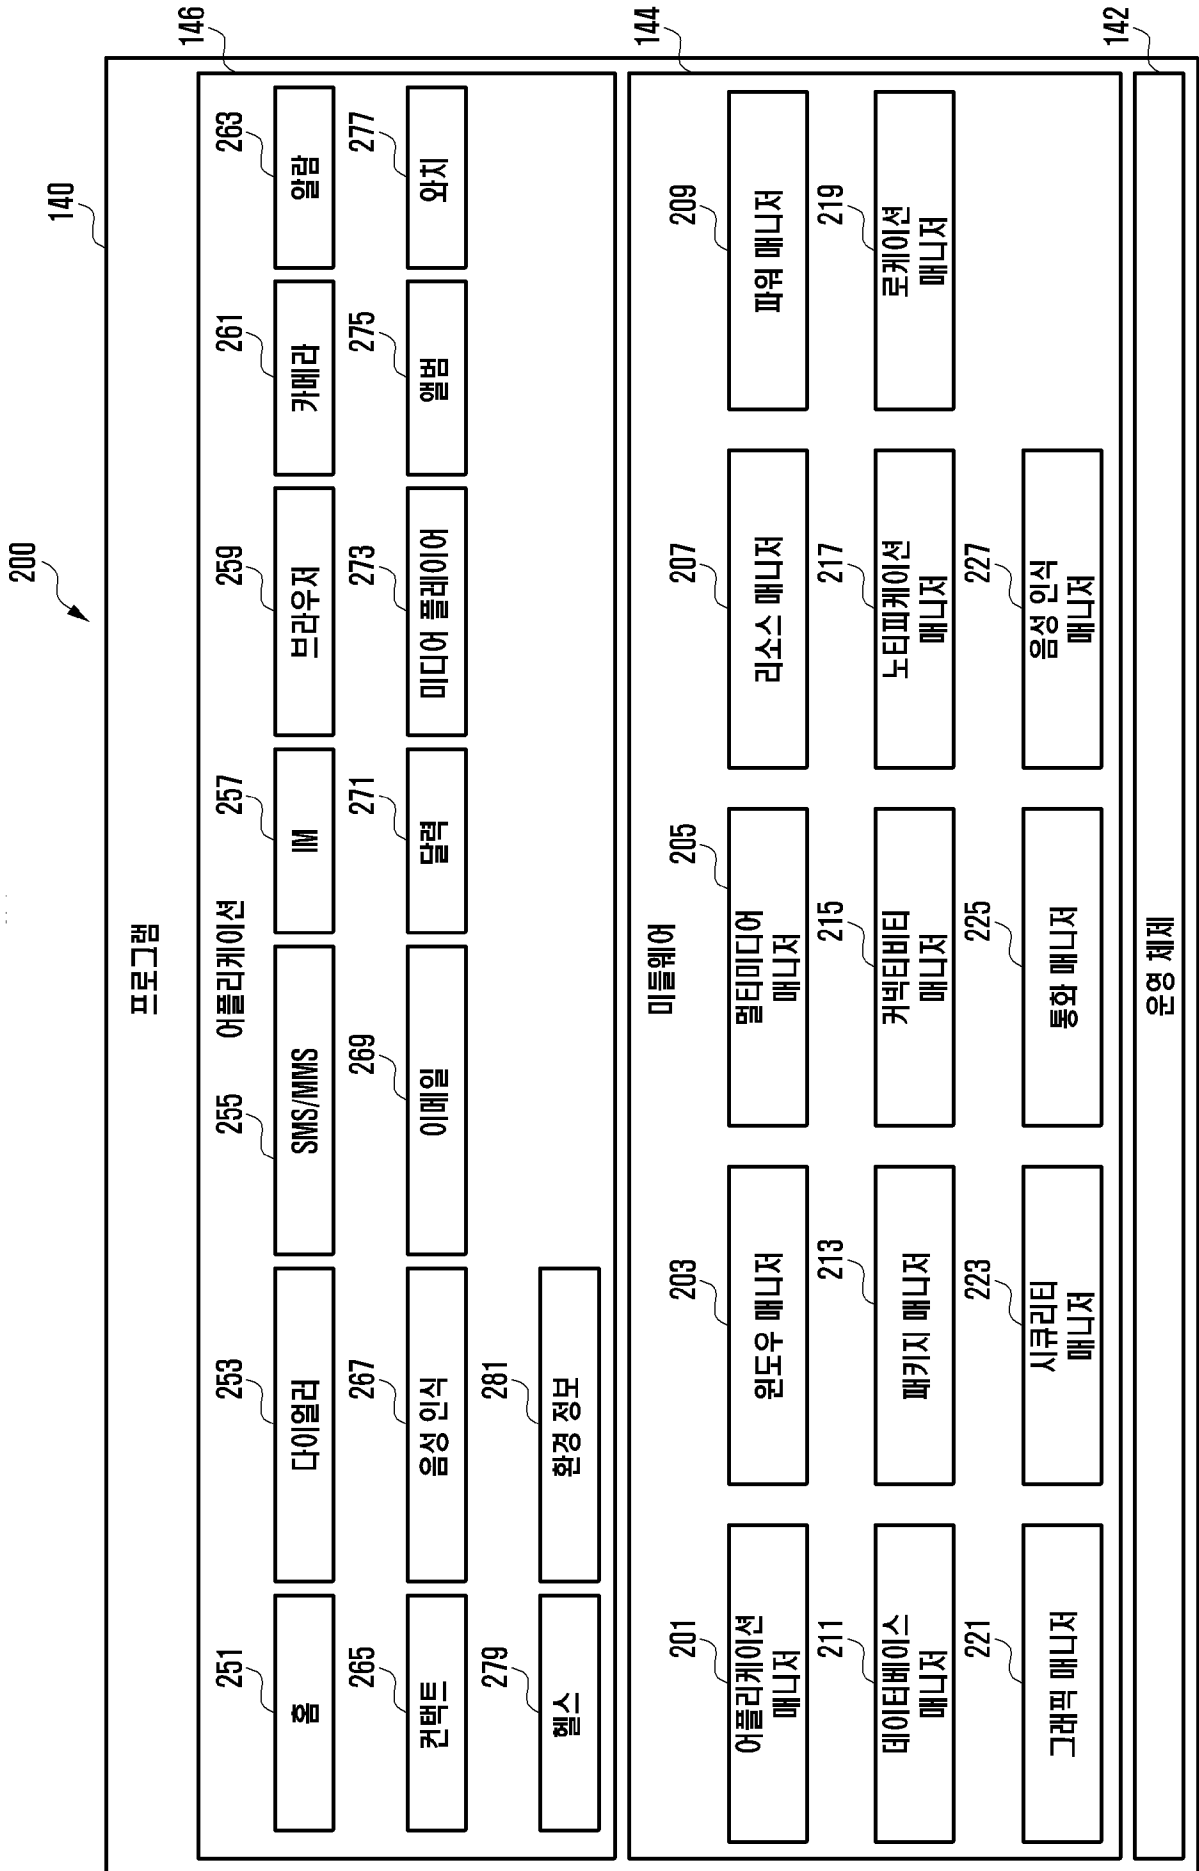 200
140
프로그램
146
어플리케이션
251
253
255
257
259
261
263
홈
다이얼러
SMS/MMS
IM
브라우저
카메라
알람
265
267
269
271
273
275
277
컨택트
음성 인식
이메일
달력
미디어 플레이어
앨범
와치
279
281
헬스
환경 정보
144
미들웨어
201
203
205
207
209
어플리케이션
매니저
윈도우 매니저
멀티미디어
매니저
리소스 매니저
파워 매니저
211
213
215
217
219
데이터베이스
매니저
패키지 매니저
커넥티비티
매니저
노티피케이션
매니저
로케이션
매니저
221
223
225
227
그래픽 매니저
시큐리티
매니저
통화 매니저
음성 인식
매니저
142
운영 체제